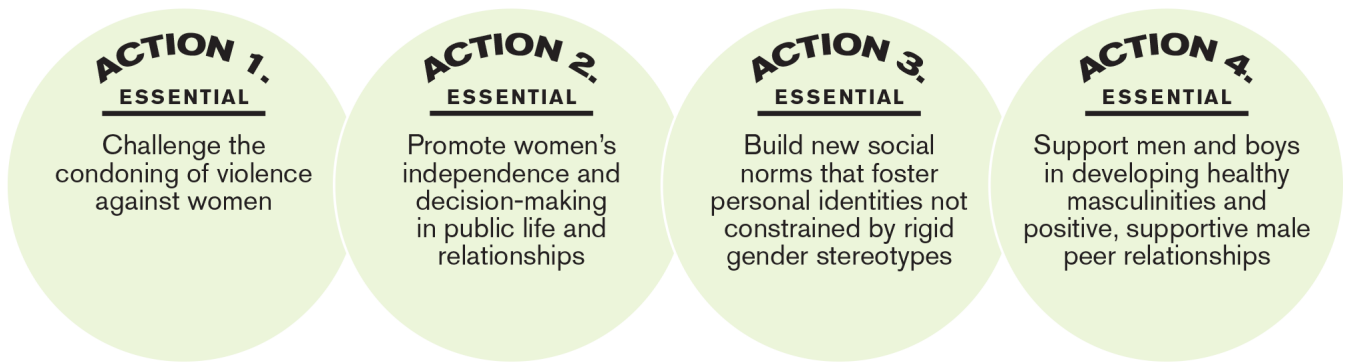 ACTION 1.
ESSENTIAL
Challenge the
condoning of violence
against women
ACTION 2.
ESSENTIAL
Promote women’s
independence and
decision-making
in public life and
relationships
ACTION 3.
ESSENTIAL
Build new social
norms that foster
personal identities not
constrained by rigid
gender stereotypes
ACTION 4.
ESSENTIAL
Support men and boys
in developing healthy
masculinities and
positive, supportive male
peer relationships